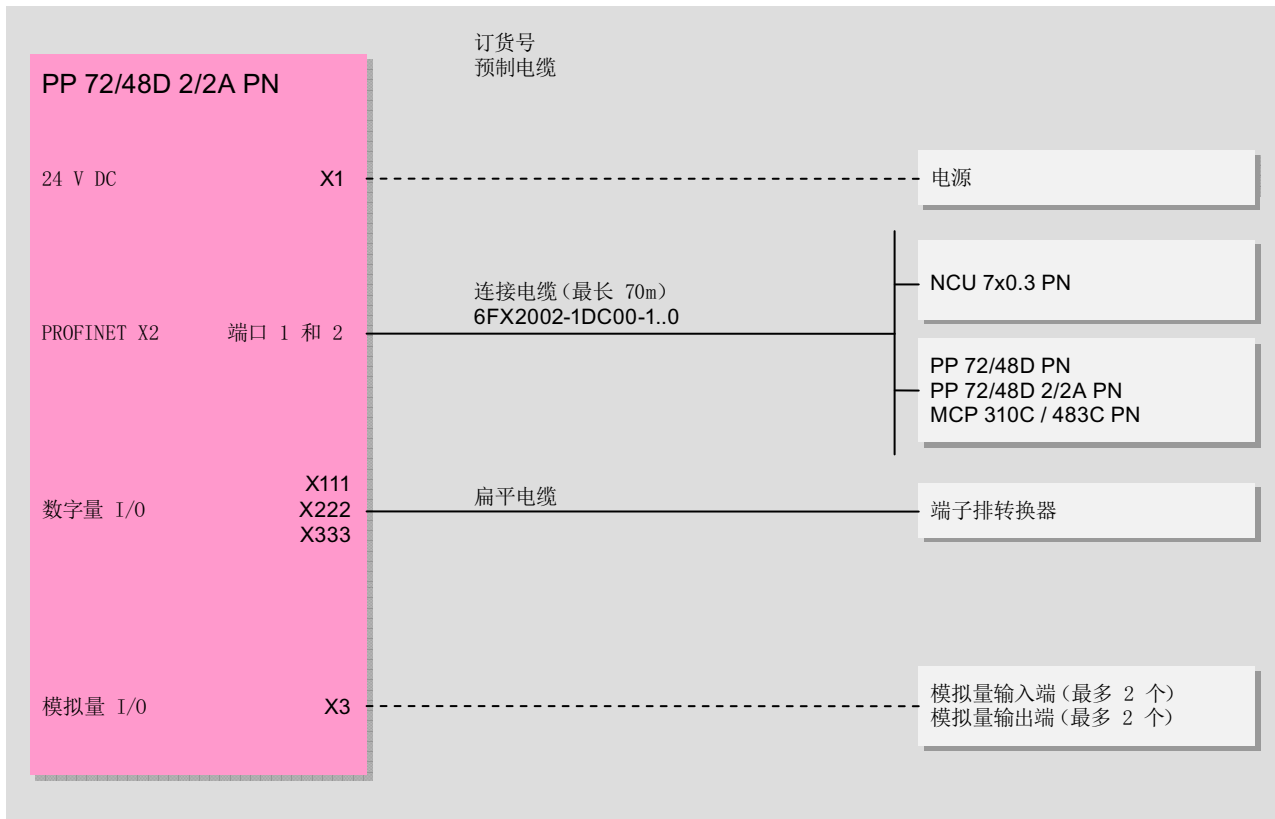 订货号
预制电缆
PP 72/48D 2/2A PN
24 V DC X1
电源
NCU 7x0.3 PN
连接电缆(最长 70m)
6FX2002-1DC00-1..0
PROFINET X2 端口 1 和 2
PP 72/48D PN
PP 72/48D 2/2A PN
MCP 310C / 483C PN
数字量 I/O
X111
X222
X333
扁平电缆
端子排转换器
模拟量 I/O X3
模拟量输入端(最多 2 个)
模拟量输出端(最多 2 个)